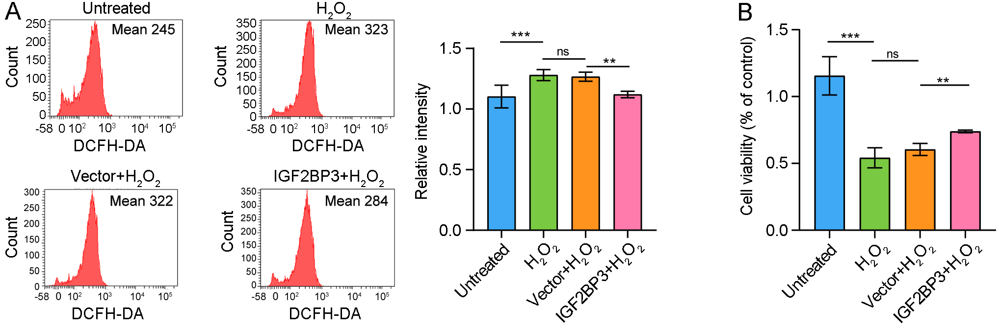 A
Untreated
Mean 245
Count
250
200
150
100
50
0
-58 0 10² 10³ 10⁴ 10⁵
DCFH-DA
H₂O₂
Mean 323
Count
350
300
250
200
150
100
50
0
-58 0 10² 10³ 10⁴ 10⁵
DCFH-DA
Vector+H₂O₂
Mean 322
Count
300
250
200
150
100
50
0
-58 0 10² 10³ 10⁴ 10⁵
DCFH-DA
IGF2BP3+H₂O₂
Mean 284
Count
350
300
250
200
150
100
50
0
-58 0 10² 10³ 10⁴ 10⁵
DCFH-DA
Relative intensity
1.5
1.0
0.5
0.0
***
ns
**
Untreated
H₂O₂
Vector+H₂O₂
IGF2BP3+H₂O₂
B
Cell viability (% of control)
1.5
1.0
0.5
0.0
***
ns
**
Untreated
H₂O₂
Vector+H₂O₂
IGF2BP3+H₂O₂